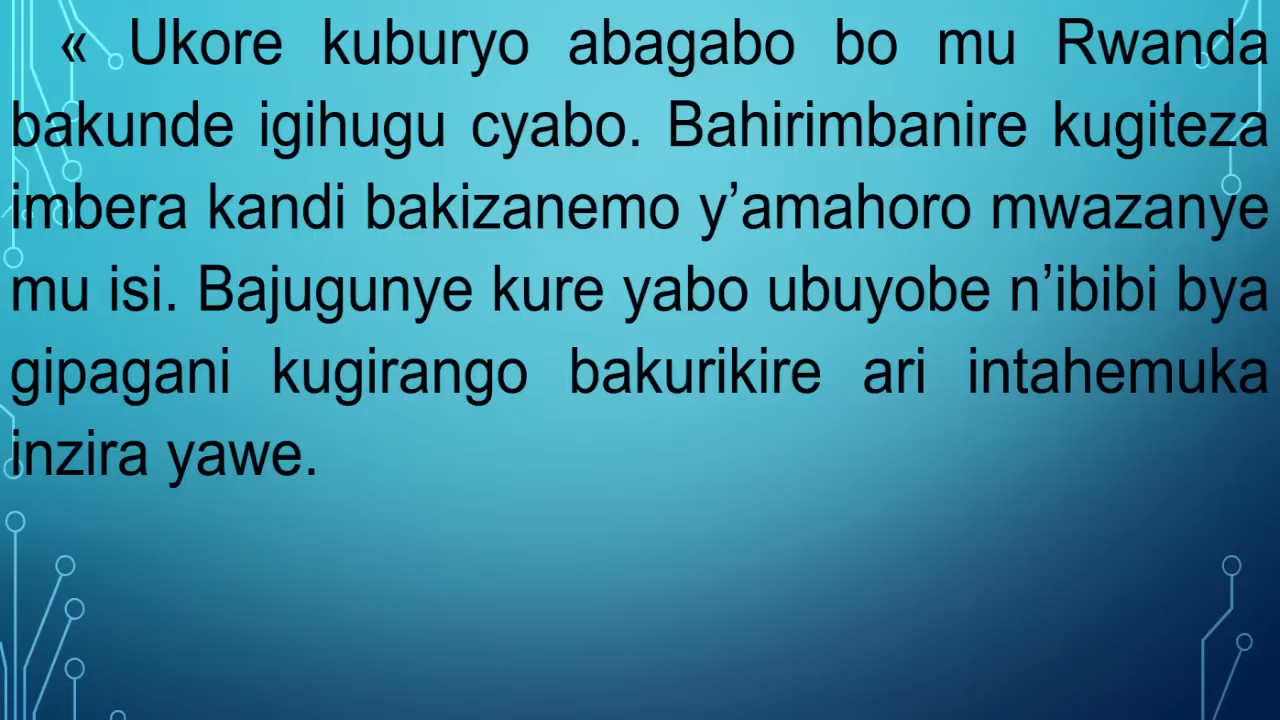 « Ukore kuburyo abagabo bo mu Rwanda
bakunde igihugu cyabo. Bahirimbanire kugiteza
imbera kandi bakizanemo y’amahoro mwazanye
mu isi. Bajugunye kure yabo ubuyobe n’ibibi bya
gipagani kugirango bakurikire ari intahemuka
inzira yawe.